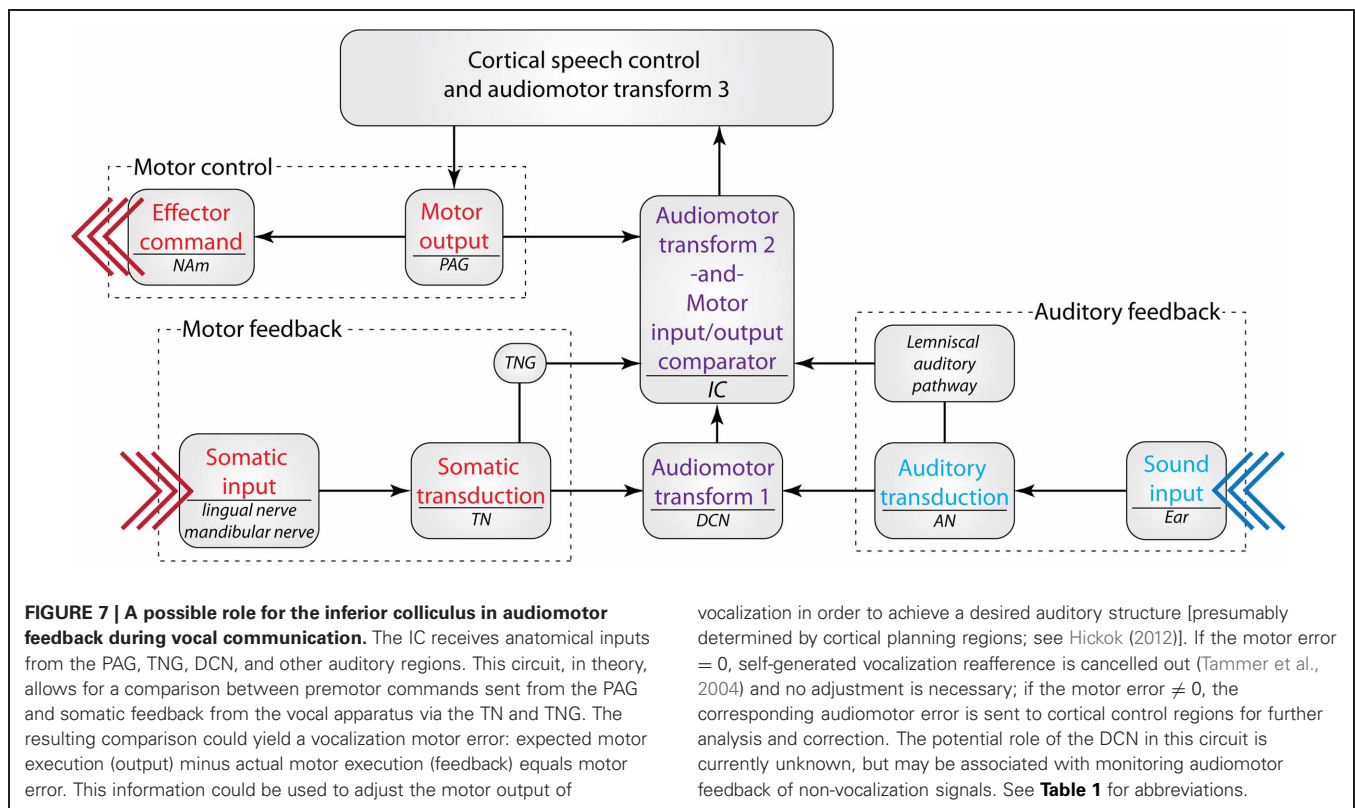 Cortical speech control
and audiomotor transform 3
Motor control
Effector
command
NAm
Motor
output
PAG
Audiomotor
transform 2
-and-
Motor
input/output
comparator
IC
Motor feedback
TNG
Somatic
input
lingual nerve
mandibular nerve
Somatic
transduction
TN
Audiomotor
transform 1
DCN
Auditory feedback
Lemniscal
auditory
pathway
Auditory
transduction
AN
Sound
input
Ear
FIGURE 7 | A possible role for the inferior colliculus in audiomotor
feedback during vocal communication. The IC receives anatomical inputs
from the PAG, TNG, DCN, and other auditory regions. This circuit, in theory,
allows for a comparison between premotor commands sent from the PAG
and somatic feedback from the vocal apparatus via the TN and TNG. The
resulting comparison could yield a vocalization motor error: expected motor
execution (output) minus actual motor execution (feedback) equals motor
error. This information could be used to adjust the motor output of
vocalization in order to achieve a desired auditory structure [presumably
determined by cortical planning regions; see Hickok (2012)]. If the motor error
= 0, self-generated vocalization reafference is cancelled out (Tammer et al.,
2004) and no adjustment is necessary; if the motor error ≠ 0, the
corresponding audiomotor error is sent to cortical control regions for further
analysis and correction. The potential role of the DCN in this circuit is
currently unknown, but may be associated with monitoring audiomotor
feedback of non-vocalization signals. See Table 1 for abbreviations.